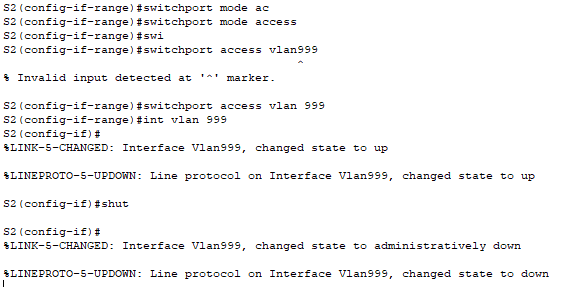 S2(config-if-range)#switchport mode ac
S2(config-if-range)#switchport mode access
S2(config-if-range)#swi
S2(config-if-range)#switchport access vlan999
^
% Invalid input detected at '^' marker.
S2(config-if-range)#switchport access vlan 999
S2(config-if-range)#int vlan 999
S2(config-if)#
%LINK-5-CHANGED: Interface Vlan999, changed state to up
%LINEPROTO-5-UPDOWN: Line protocol on Interface Vlan999, changed state to up
S2(config-if)#shut
S2(config-if)#
%LINK-5-CHANGED: Interface Vlan999, changed state to administratively down
%LINEPROTO-5-UPDOWN: Line protocol on Interface Vlan999, changed state to down